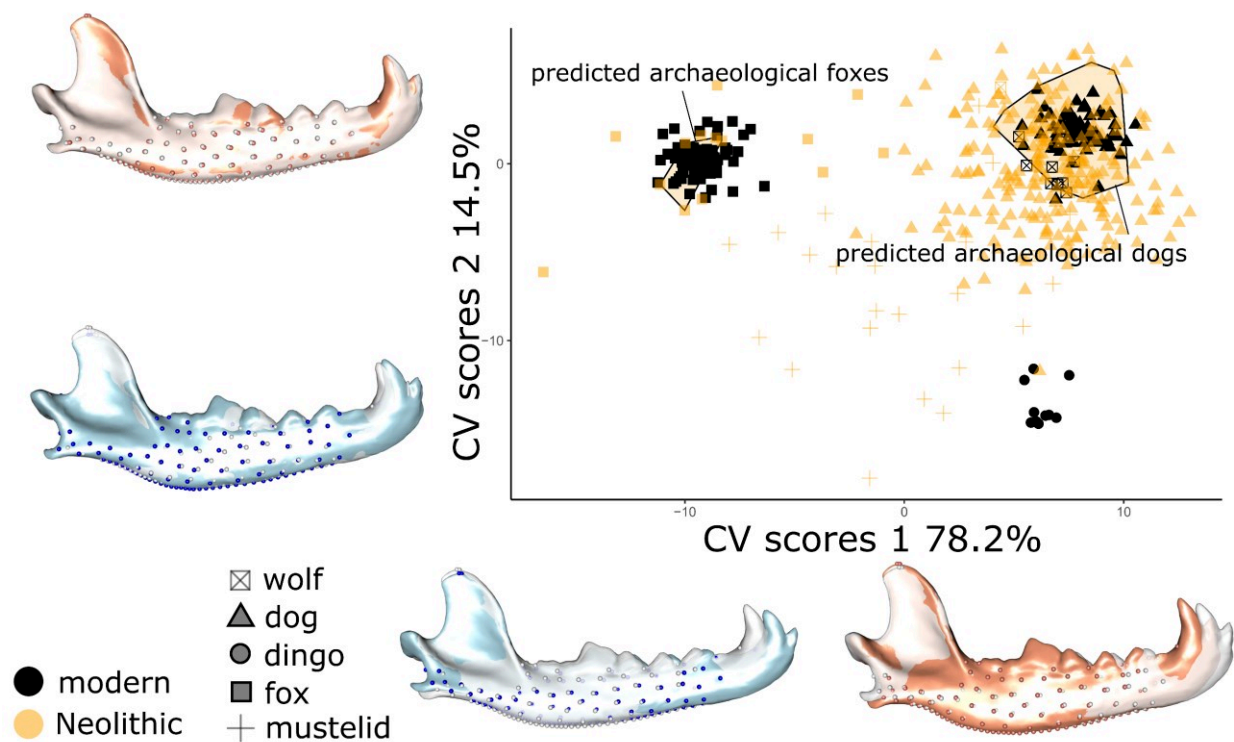 predicted archaeological foxes
predicted archaeological dogs
CV scores 2 14.5%
0
−10
−10
0
10
CV scores 1 78.2%
wolf
dog
dingo
fox
mustelid
modern
Neolithic